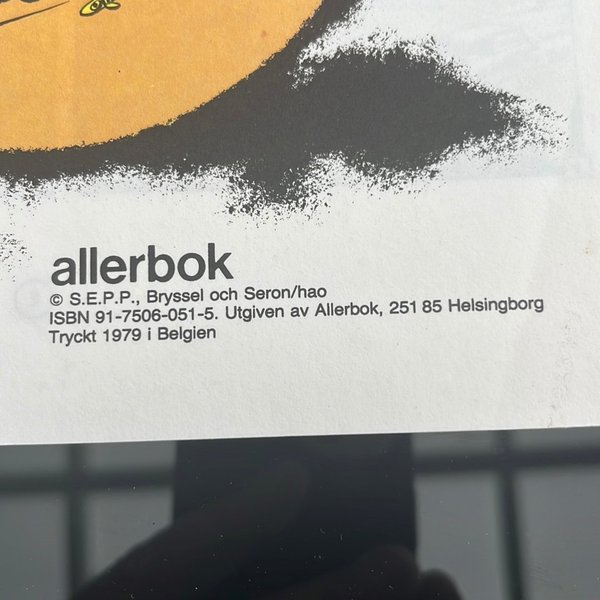 allerbok
© S.E.P.P., Bryssel och Seron/hao
ISBN 91-7506-051-5. Utgiven av Allerbok, 251 85 Helsingborg
Tryckt 1979 i Belgien